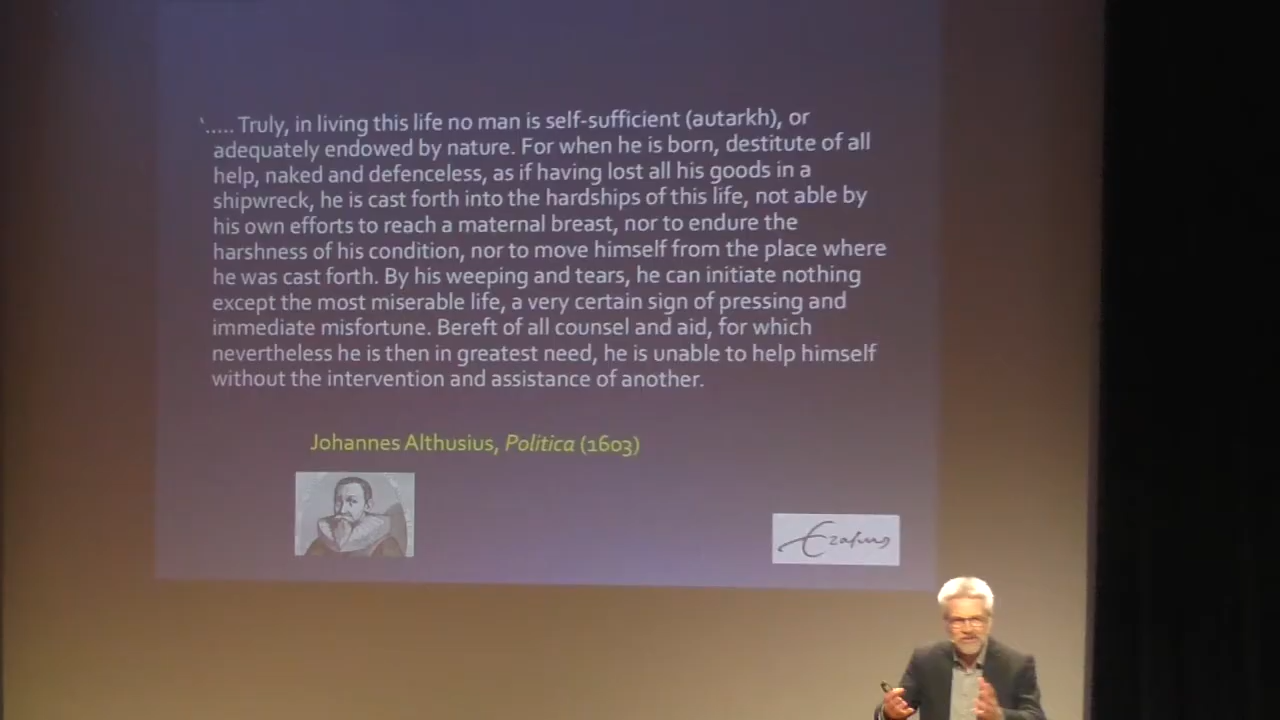 ‘..... Truly, in living this life no man is self-sufficient (autarkh), or
adequately endowed by nature. For when he is born, destitute of all
help, naked and defenceless, as if having lost all his goods in a
shipwreck, he is cast forth into the hardships of this life, not able by
his own efforts to reach a maternal breast, nor to endure the
harshness of his condition, nor to move himself from the place where
he was cast forth. By his weeping and tears, he can initiate nothing
except the most miserable life, a very certain sign of pressing and
immediate misfortune. Bereft of all counsel and aid, for which
nevertheless he is then in greatest need, he is unable to help himself
without the intervention and assistance of another.
Johannes Althusius, Politica (1603)
Erasmus